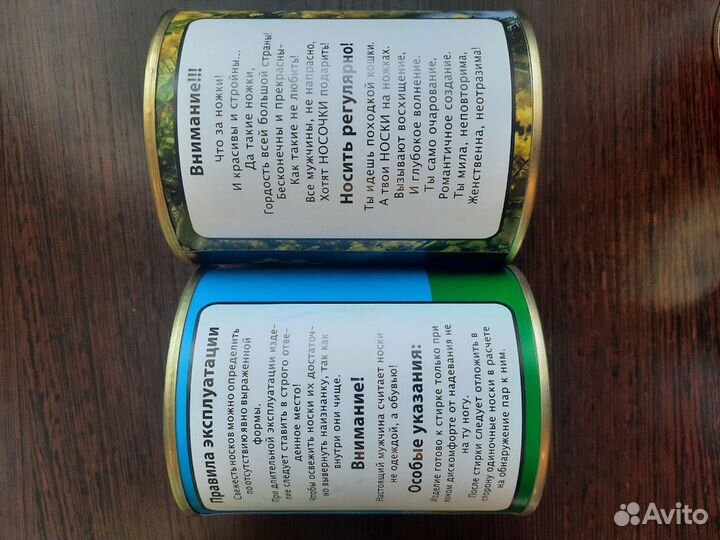 Внимание!!!
Что за ножки!
И красивы и стройны...
Да такие ножки,
Гордость всей большой страны!
Бесконечны и прекрасны-
Как такие не любить!
Все мужчины, не напрасно,
Хотят НОСОЧКИ подарить!
Носить регулярно!
Ты идешь походкой кошки.
А твои НОСКИ на ножках.
Вызывают восхищение,
И глубокое волнение.
Ты само очарование,
Романтичное создание.
Ты мила, неповторима,
Женственна, неотразима!
Правила эксплуатации
Свежесть носков можно определить
по отсутствию явно выраженной
формы.
При длительной эксплуатации изде-
лие следует ставить в строго отве-
денное место!
Чтобы освежить носки их достаточ-
но вывернуть наизнанку, так как
внутри они чище.
Внимание!
Настоящий мужчина считает носки
не одеждой, а обувью!
Особые указания:
Изделие готово к стирке только при
явном дискомфорте от надевания не
на ту ногу.
После стирки следует отложить в
сторону одиночные носки в расчете
на обнаружение пар к ним.
Avito